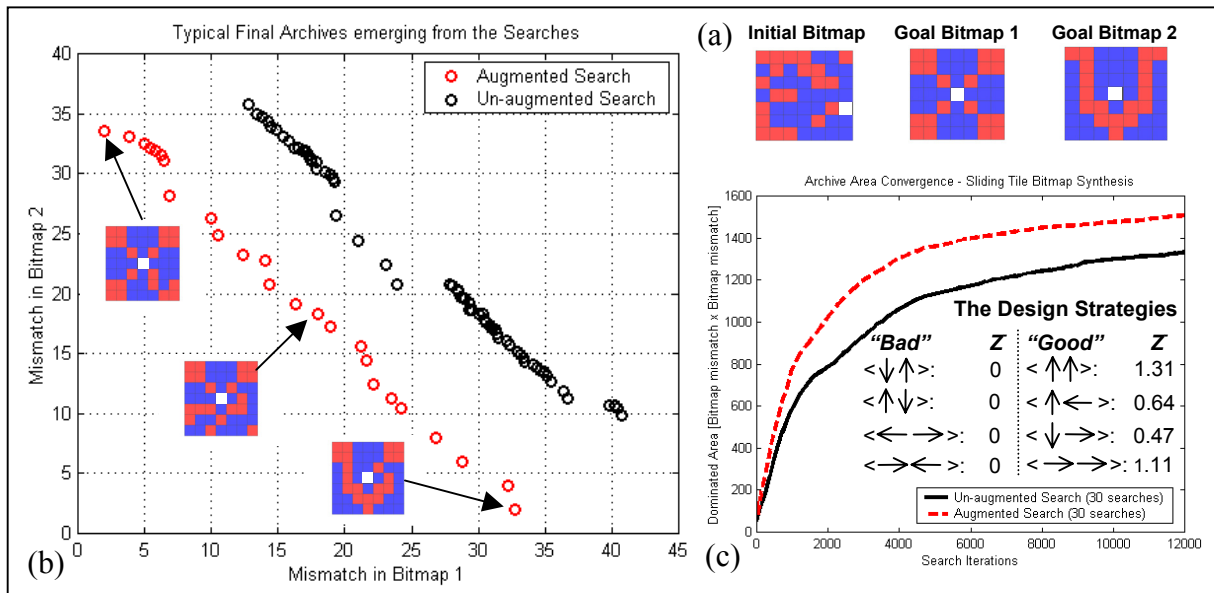 Typical Final Archives emerging from the Searches
Augmented Search
Un-augmented Search
Mismatch in Bitmap 2
40
35
30
25
20
15
10
5
0
0 5 10 15 20 25 30 35 40 45
Mismatch in Bitmap 1
(b)
(a)
Initial Bitmap Goal Bitmap 1 Goal Bitmap 2
Archive Area Convergence - Sliding Tile Bitmap Synthesis
Dominated Area [Bitmap mismatch x Bitmap mismatch]
1600
1400
1200
1000
800
600
400
200
0
The Design Strategies
“Bad” Z “Good” Z
<↓↑>: 0 <↑↑>: 1.31
<↑↓>: 0 <↑←>: 0.64
<←→>: 0 <↓→>: 0.47
<→←>: 0 <→→>: 1.11
Un-augmented Search (30 searches)
Augmented Search (30 searches)
0 2000 4000 6000 8000 10000 12000
Search Iterations
(c)